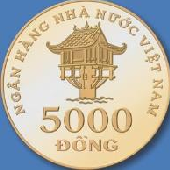 NGÂN HÀNG NHÀ NƯỚC VIỆT NAM
5000
ĐỒNG